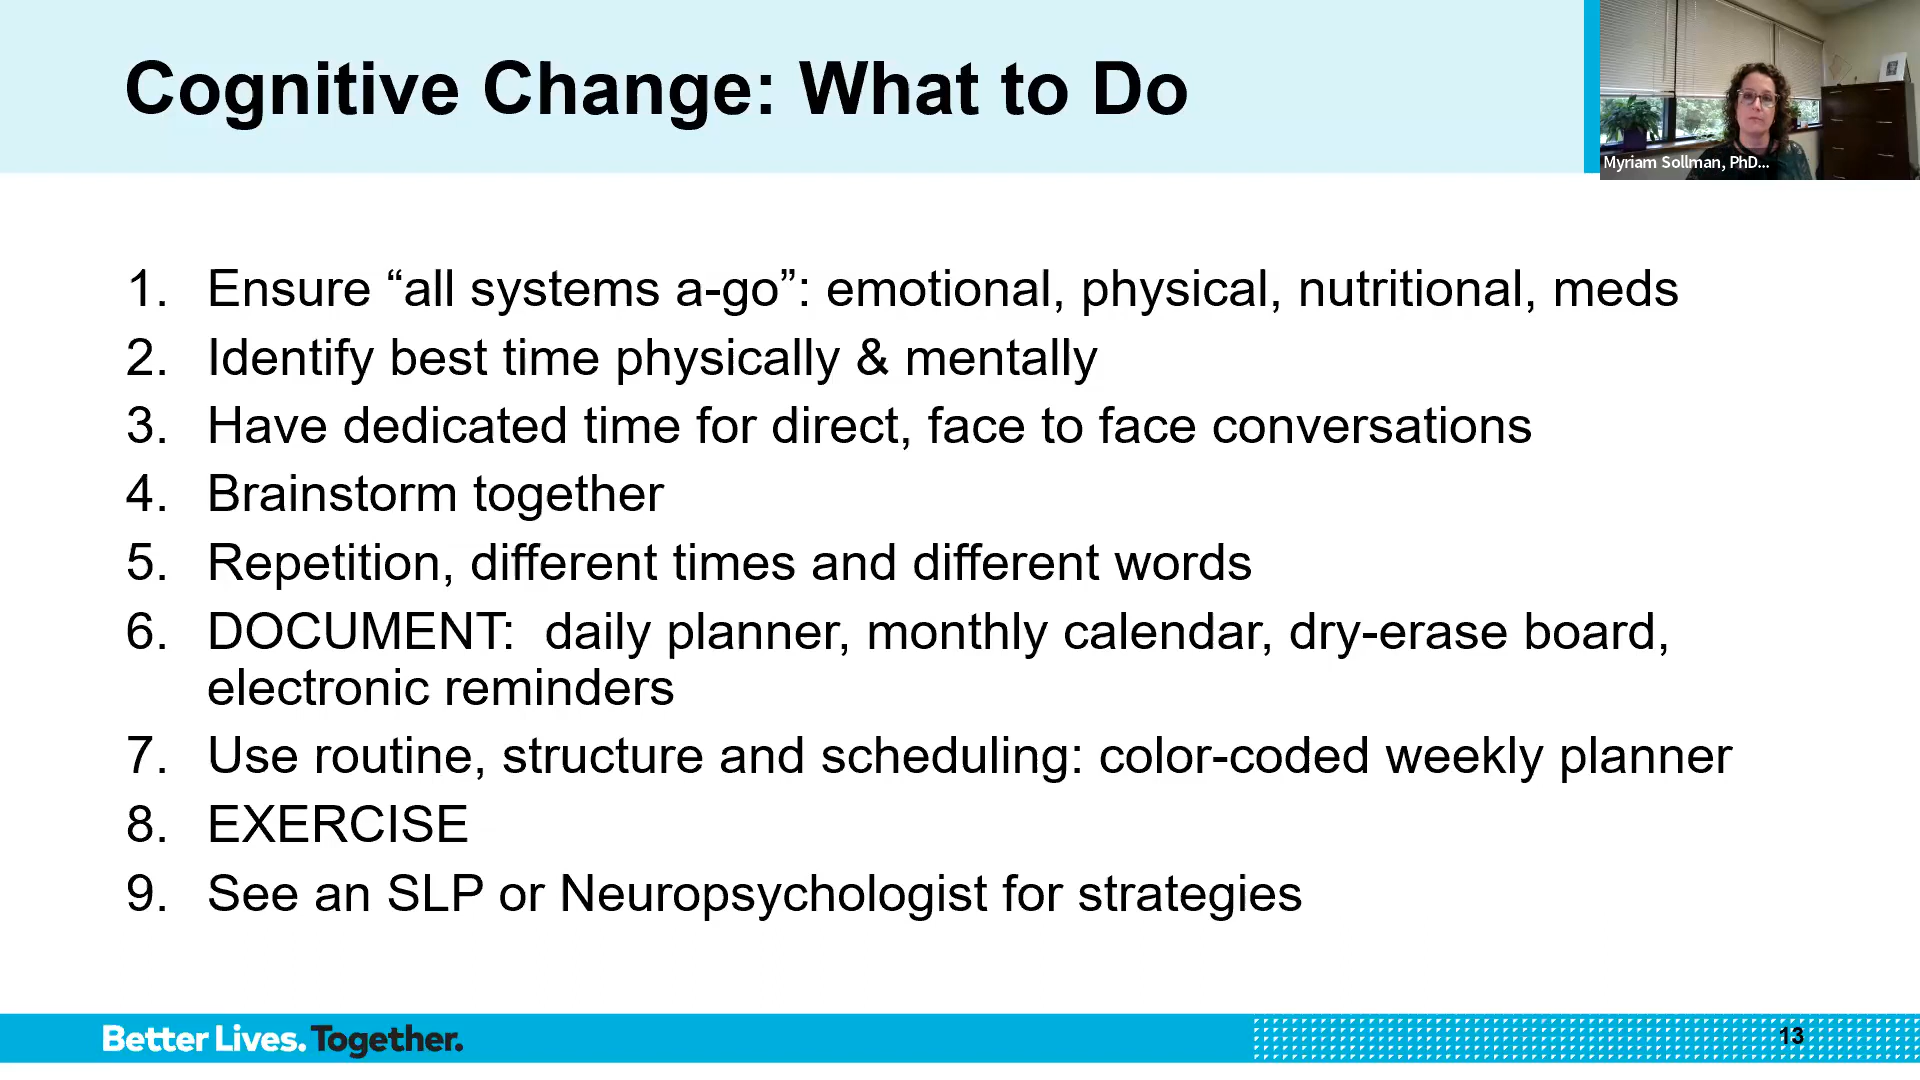 Cognitive Change: What to Do
Myriam Sollman, PhD...
1. Ensure “all systems a-go”: emotional, physical, nutritional, meds
2. Identify best time physically & mentally
3. Have dedicated time for direct, face to face conversations
4. Brainstorm together
5. Repetition, different times and different words
6. DOCUMENT:  daily planner, monthly calendar, dry-erase board,
electronic reminders
7. Use routine, structure and scheduling: color-coded weekly planner
8. EXERCISE
9. See an SLP or Neuropsychologist for strategies
Better Lives. Together.
13